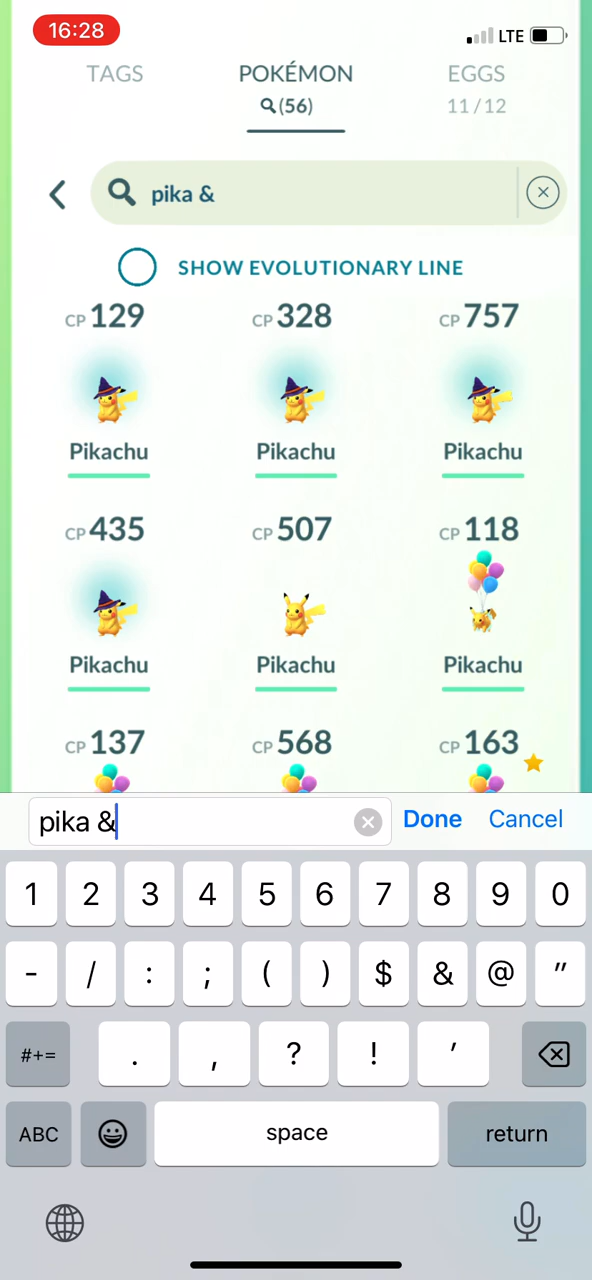 16:28
LTE
TAGS POKÉMON EGGS
(56) 11/12
pika &
SHOW EVOLUTIONARY LINE
CP 129 CP 328 CP 757
Pikachu Pikachu Pikachu
CP 435 CP 507 CP 118
Pikachu Pikachu Pikachu
CP 137 CP 568 CP 163
pika & Done Cancel
1 2 3 4 5 6 7 8 9 0
- / : ; ( ) $ & @ "
#+= . , ? ! ’
ABC space return